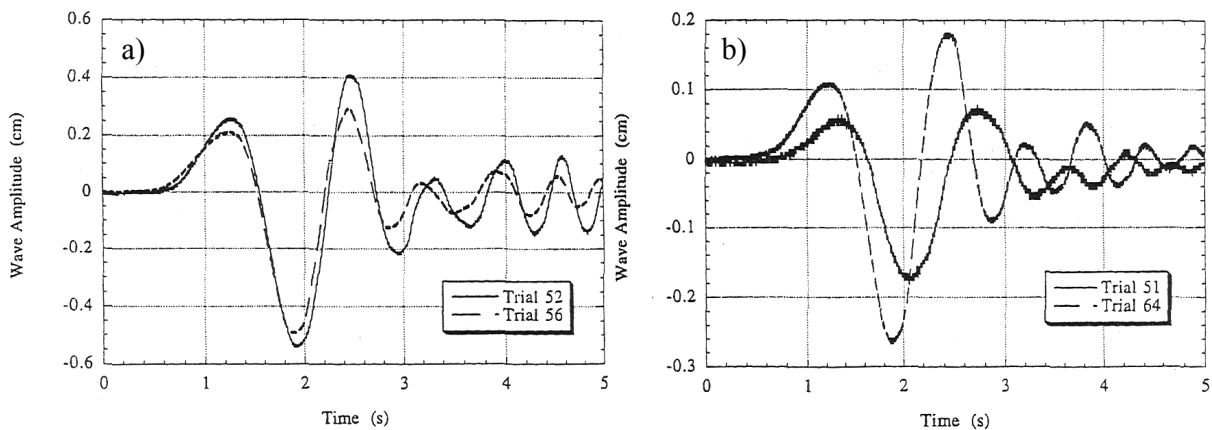 a)
Wave Amplitude (cm)
0.6
0.4
0.2
0
-0.2
-0.4
-0.6
Trial 52
Trial 56
0 1 2 3 4 5
Time (s)
b)
Wave Amplitude (cm)
0.2
0.1
0
-0.1
-0.2
-0.3
Trial 51
Trial 64
0 1 2 3 4 5
Time (s)